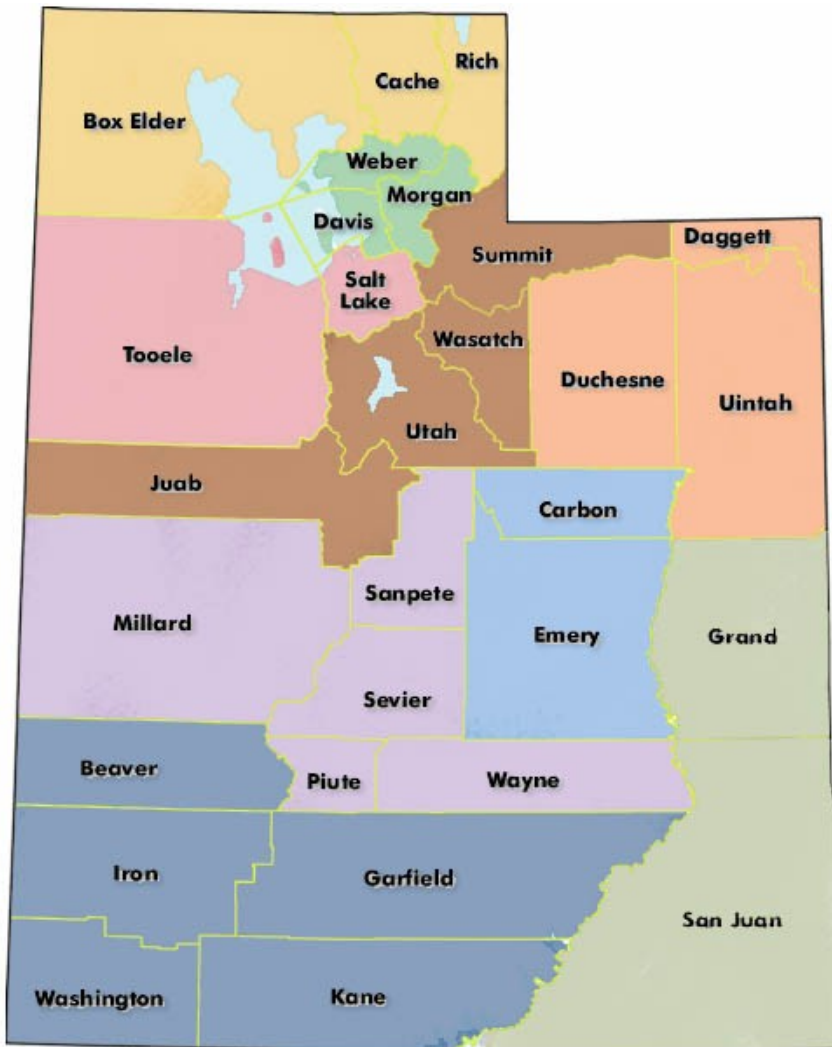 Rich
Cache
Box Elder
Weber
Morgan
Davis
Daggett
Summit
Salt
Lake
Wasatch
Tooele
Duchesne
Uintah
Utah
Juab
Carbon
Sanpete
Millard
Emery
Grand
Sevier
Beaver
Piute
Wayne
Iron
Garfield
San Juan
Washington
Kane